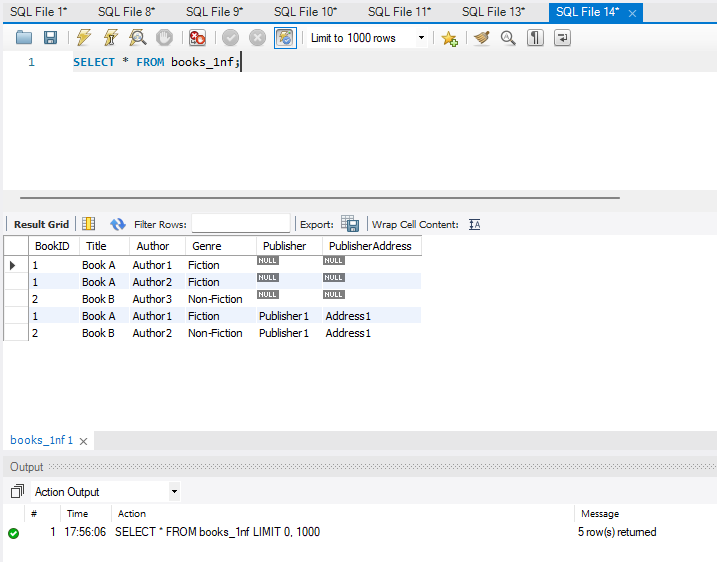 SQL File 1* SQL File 8* SQL File 9* SQL File 10* SQL File 11* SQL File 13* SQL File 14* ×
Limit to 1000 rows
1 SELECT * FROM books_1nf;
Result Grid Filter Rows: Export: Wrap Cell Content: IA
BookID Title Author Genre Publisher PublisherAddress
1 Book A Author1 Fiction NULL NULL
1 Book A Author2 Fiction NULL NULL
2 Book B Author3 Non-Fiction NULL NULL
1 Book A Author1 Fiction Publisher1 Address1
2 Book B Author2 Non-Fiction Publisher1 Address1
books_1nf 1 ×
Output
Action Output
# Time Action Message
1 17:56:06 SELECT * FROM books_1nf LIMIT 0, 1000 5 row(s) returned